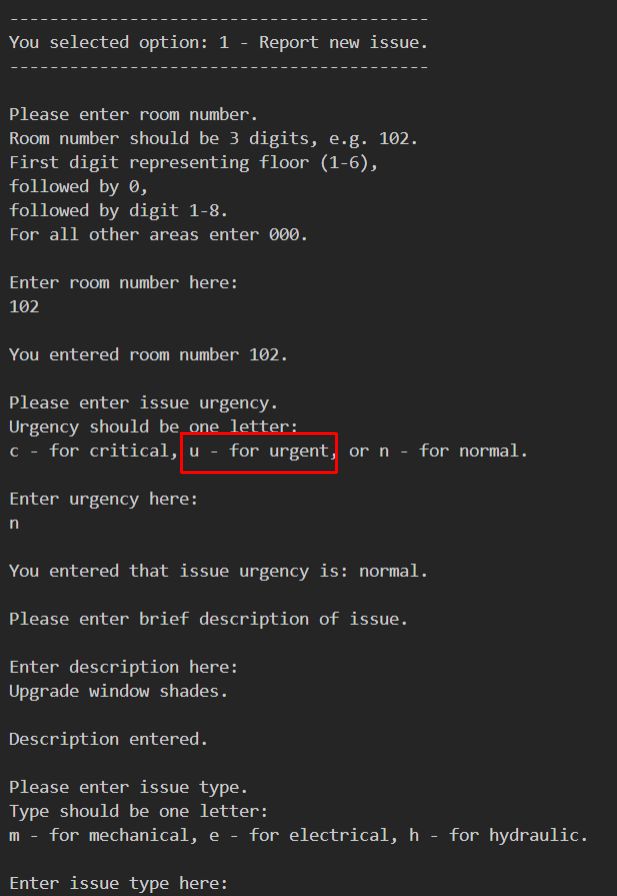 ------------------------------------------
You selected option: 1 - Report new issue.
------------------------------------------
Please enter room number.
Room number should be 3 digits, e.g. 102.
First digit representing floor (1-6),
followed by 0,
followed by digit 1-8.
For all other areas enter 000.
Enter room number here:
102
You entered room number 102.
Please enter issue urgency.
Urgency should be one letter:
c - for critical, u - for urgent, or n - for normal.
Enter urgency here:
n
You entered that issue urgency is: normal.
Please enter brief description of issue.
Enter description here:
Upgrade window shades.
Description entered.
Please enter issue type.
Type should be one letter:
m - for mechanical, e - for electrical, h - for hydraulic.
Enter issue type here: